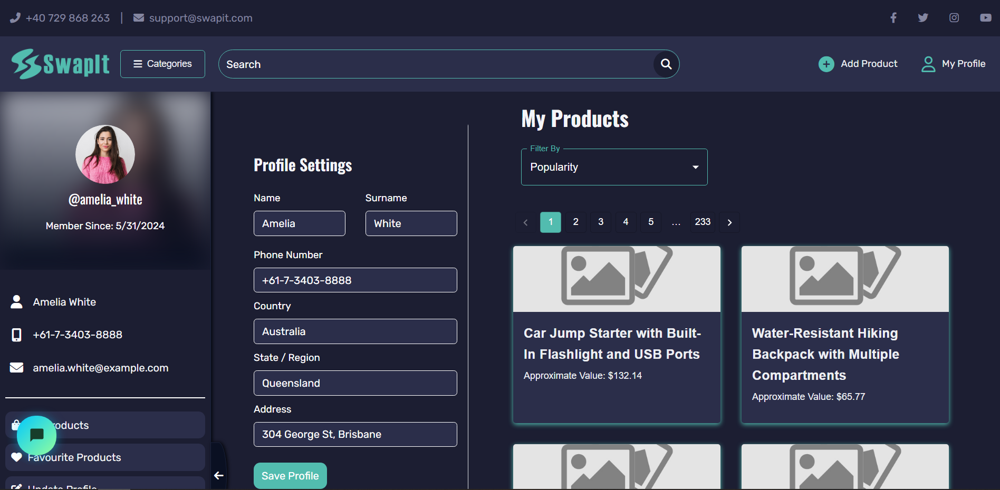 +40 729 868 263 | support@swapit.com
SwapIt
Categories
Search
Add Product
My Profile
@amelia_white
Member Since: 5/31/2024
Amelia White
+61-7-3403-8888
amelia.white@example.com
Favourite Products
Update Profile
Profile Settings
Name
Surname
Amelia
White
Phone Number
+61-7-3403-8888
Country
Australia
State / Region
Queensland
Address
304 George St, Brisbane
Save Profile
My Products
Filter By
Popularity
1 2 3 4 5 ... 233
Car Jump Starter with Built-
In Flashlight and USB Ports
Approximate Value: $132.14
Water-Resistant Hiking
Backpack with Multiple
Compartments
Approximate Value: $65.77